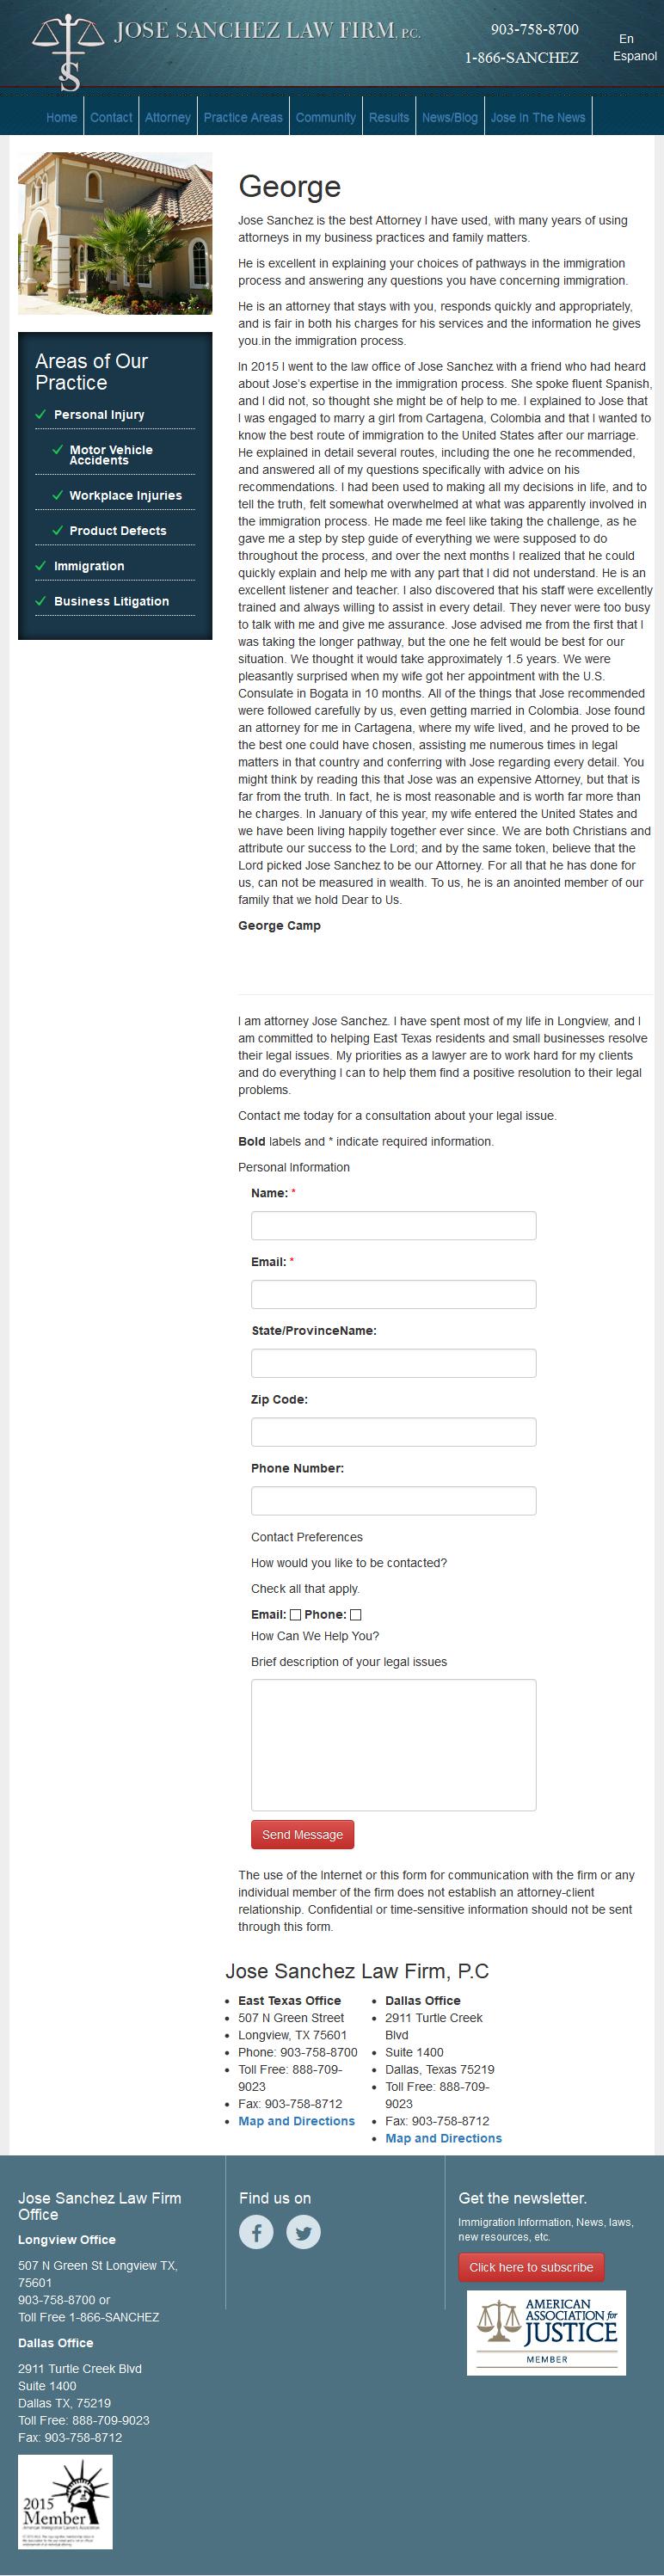 JOSE SANCHEZ LAW FIRM, P.C.
903-758-8700
1-866-SANCHEZ
En
Espanol
Home
Contact
Attorney
Practice Areas
Community
Results
News/Blog
Jose In The News
Areas of Our
Practice
Personal Injury
Motor Vehicle
Accidents
Workplace Injuries
Product Defects
Immigration
Business Litigation
George
Jose Sanchez is the best Attorney I have used, with many years of using
attorneys in my business practices and family matters.
He is excellent in explaining your choices of pathways in the immigration
process and answering any questions you have concerning immigration.
He is an attorney that stays with you, responds quickly and appropriately,
and is fair in both his charges for his services and the information he gives
you.in the immigration process.
In 2015 I went to the law office of Jose Sanchez with a friend who had heard
about Jose's expertise in the immigration process. She spoke fluent Spanish,
and I did not, so thought she might be of help to me. I explained to Jose that
I was engaged to marry a girl from Cartagena, Colombia and that I wanted to
know the best route of immigration to the United States after our marriage.
He explained in detail several routes, including the one he recommended,
and answered all of my questions specifically with advice on his
recommendations. I had been used to making all my decisions in life, and to
tell the truth, felt somewhat overwhelmed at what was apparently involved in
the immigration process. He made me feel like taking the challenge, as he
gave me a step by step guide of everything we were supposed to do
throughout the process, and over the next months I realized that he could
quickly explain and help me with any part that I did not understand. He is an
excellent listener and teacher. I also discovered that his staff were excellently
trained and always willing to assist in every detail. They never were too busy
to talk with me and give me assurance. Jose advised me from the first that I
was taking the longer pathway, but the one he felt would be best for our
situation. We thought it would take approximately 1.5 years. We were
pleasantly surprised when my wife got her appointment with the U.S.
Consulate in Bogata in 10 months. All of the things that Jose recommended
were followed carefully by us, even getting married in Colombia. Jose found
an attorney for me in Cartagena, where my wife lived, and he proved to be
the best one could have chosen, assisting me numerous times in legal
matters in that country and conferring with Jose regarding every detail. You
might think by reading this that Jose was an expensive Attorney, but that is
far from the truth. In fact, he is most reasonable and is worth far more than
he charges. In January of this year, my wife entered the United States and
we have been living happily together ever since. We are both Christians and
attribute our success to the Lord; and by the same token, believe that the
Lord picked Jose Sanchez to be our Attorney. For all that he has done for
us, can not be measured in wealth. To us, he is an anointed member of our
family that we hold Dear to Us.
George Camp
I am attorney Jose Sanchez. I have spent most of my life in Longview, and I
am committed to helping East Texas residents and small businesses resolve
their legal issues. My priorities as a lawyer are to work hard for my clients
and do everything I can to help them find a positive resolution to their legal
problems.
Contact me today for a consultation about your legal issue.
Bold labels and * indicate required information.
Personal Information
Name: *
Email: *
State/ProvinceName:
Zip Code:
Phone Number:
Contact Preferences
How would you like to be contacted?
Check all that apply.
Email: Phone:
How Can We Help You?
Brief description of your legal issues
Send Message
The use of the Internet or this form for communication with the firm or any
individual member of the firm does not establish an attorney-client
relationship. Confidential or time-sensitive information should not be sent
through this form.
Jose Sanchez Law Firm, P.C
East Texas Office
507 N Green Street
Longview, TX 75601
Phone: 903-758-8700
Toll Free: 888-709-
9023
Fax: 903-758-8712
Map and Directions
Dallas Office
2911 Turtle Creek
Blvd
Suite 1400
Dallas, Texas 75219
Toll Free: 888-709-
9023
Fax: 903-758-8712
Map and Directions
Jose Sanchez Law Firm
Office
Longview Office
507 N Green St Longview TX,
75601
903-758-8700 or
Toll Free 1-866-SANCHEZ
Dallas Office
2911 Turtle Creek Blvd
Suite 1400
Dallas TX, 75219
Toll Free: 888-709-9023
Fax: 903-758-8712
2015
Member
American Immigration Lawyers Association
Find us on
Get the newsletter.
Immigration Information, News, laws,
new resources, etc.
Click here to subscribe
AMERICAN
ASSOCIATION for
JUSTICE
MEMBER